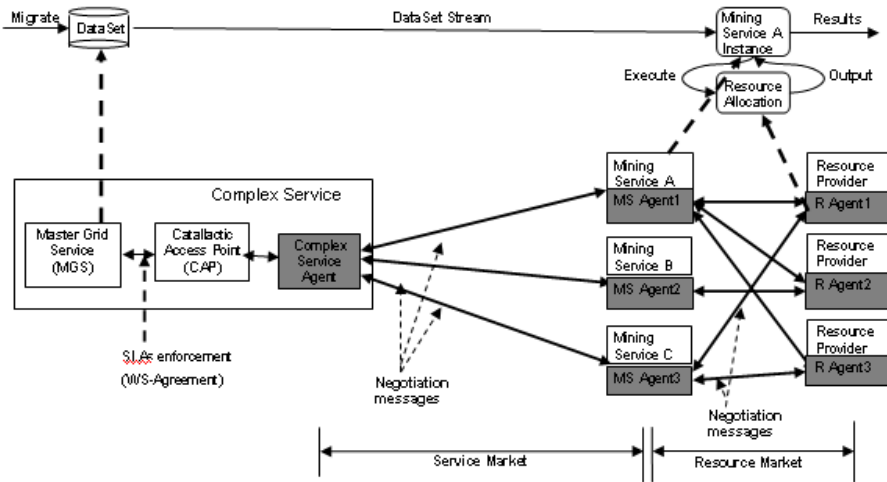 Migrate
DataSet
DataSet Stream
Mining
Service A
Instance
Results
Execute
Output
Resource
Allocation
Complex Service
Master Grid
Service
(MGS)
Catallactic
Access Point
(CAP)
Complex
Service
Agent
Mining
Service A
MS Agent1
Resource
Provider
R Agent1
Mining
Service B
MS Agent2
Resource
Provider
R Agent2
Mining
Service C
MS Agent3
Resource
Provider
R Agent3
SLAs enforcement
(WS-Agreement)
Negotiation
messages
Negotiation
messages
Service Market
Resource Market